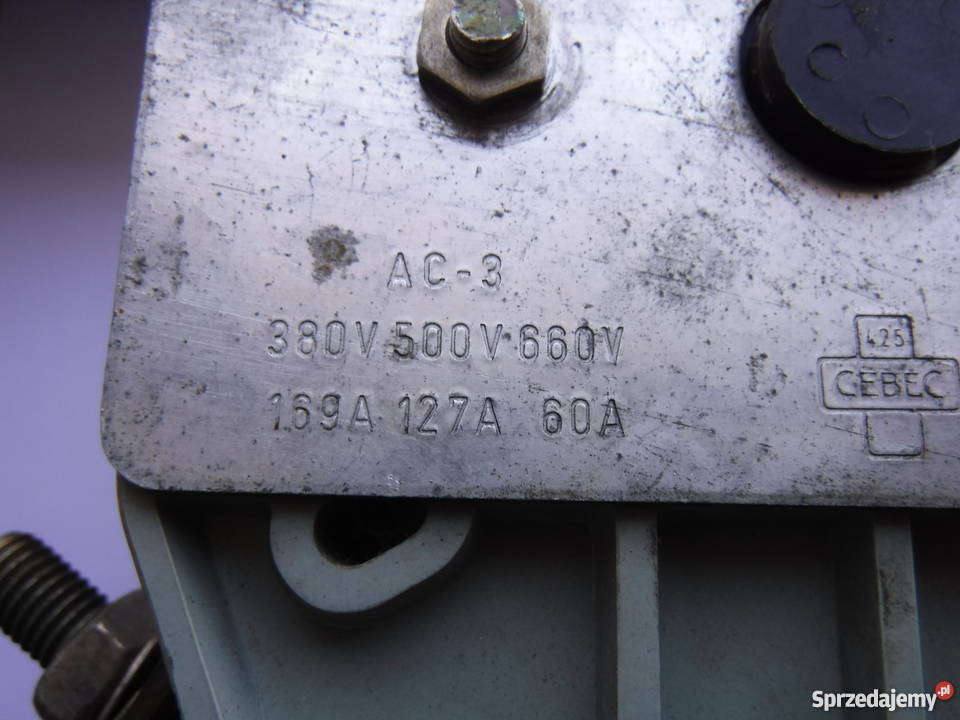 AC-3
380V 500V 660V
169A 127A 60A
425
CEBEC
Sprzedajemy.pl